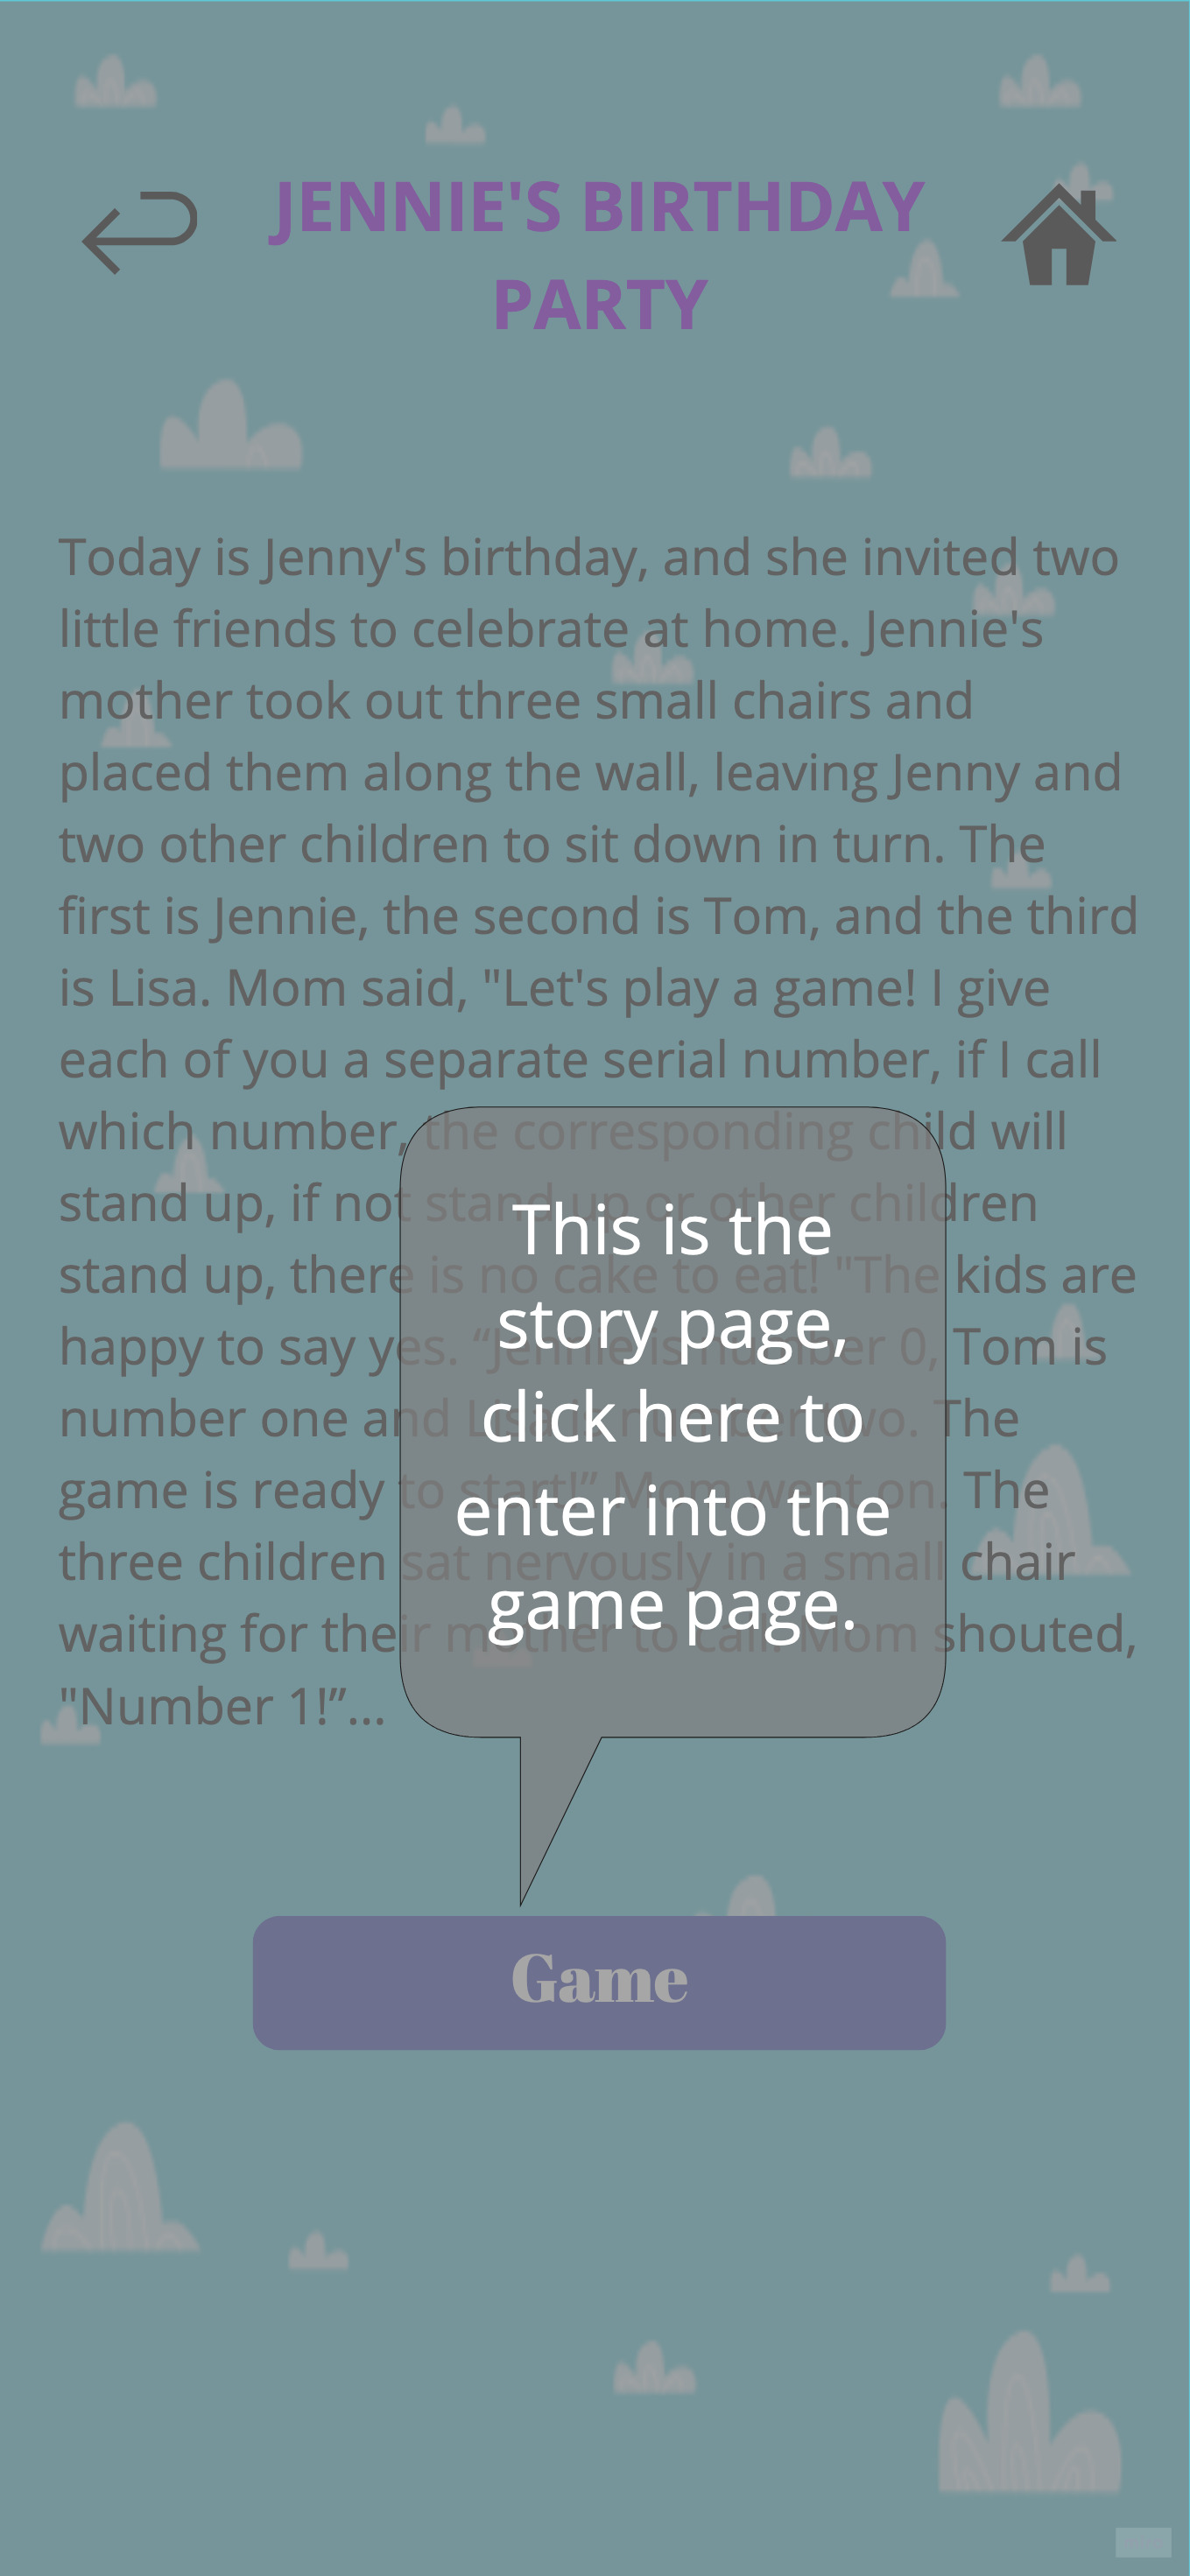 JENNIE'S BIRTHDAY
PARTY
Today is Jenny's birthday, and she invited two
little friends to celebrate at home. Jennie's
mother took out three small chairs and
placed them along the wall, leaving Jenny and
two other children to sit down in turn. The
first is Jennie, the second is Tom, and the third
is Lisa. Mom said, "Let's play a game! I give
each of you a separate serial number, if I call
which number, the corresponding child will
stand up, if not stand up or other children
stand up, there is no cake to eat! "The kids are
happy to say yes. “Jennie is number 0, Tom is
number one and Lisa is number two. The
game is ready to start!” Mom went on. The
three children sat nervously in a small chair
waiting for their mother to call. Mom shouted,
"Number 1!”...
This is the
story page,
click here to
enter into the
game page.
Game